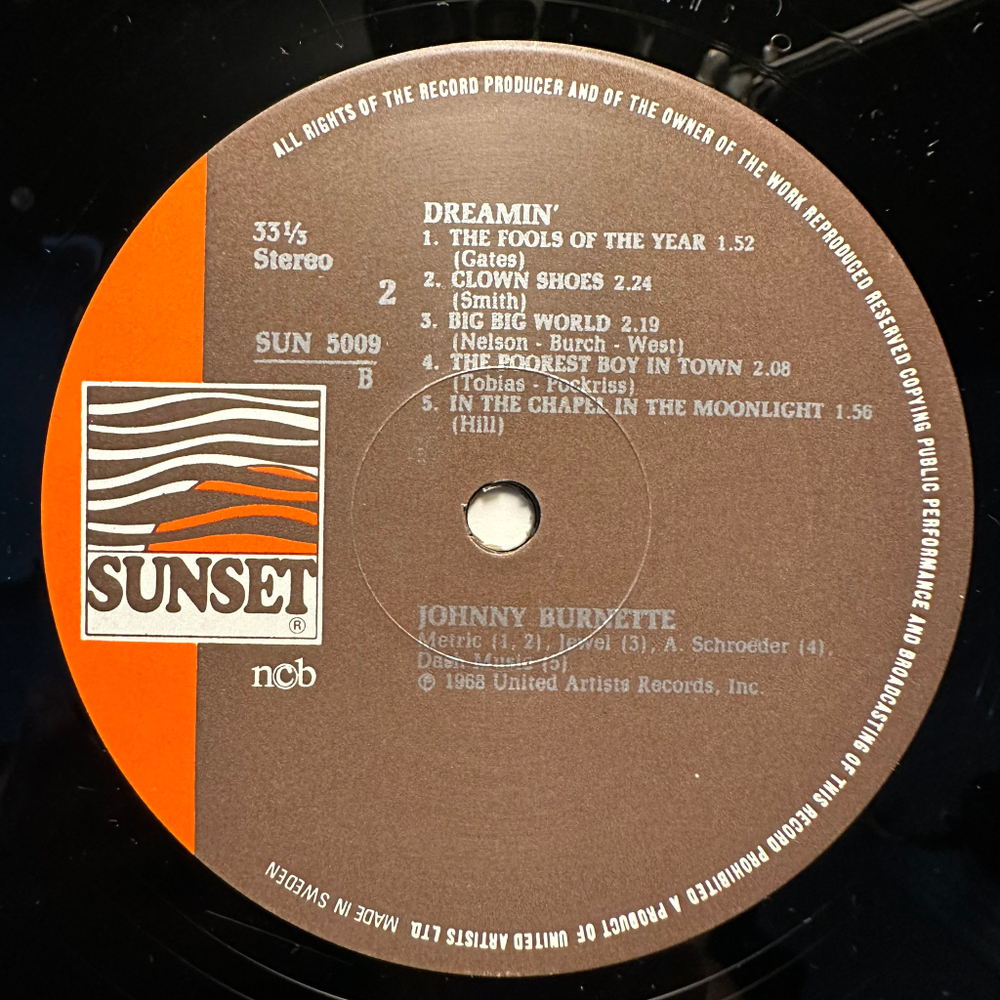 ALL RIGHTS OF THE RECORD PRODUCER AND OF THE OWNER OF THE WORK REPRODUCED RESERVED COPYING PUBLIC PERFORMANCE AND BROADCASTING OF THIS RECORD PROHIBITED A PRODUCT OF UNITED ARTISTS LTD. MADE IN SWEDEN
33⅓
Stereo
2
SUN 5009
B
DREAMIN'
1. THE FOOLS OF THE YEAR 1.52
(Gates)
2. CLOWN SHOES 2.24
(Smith)
3. BIG BIG WORLD 2.19
(Nelson - Burch - West)
4. THE POOREST BOY IN TOWN 2.08
(Tobias - Pockriss)
5. IN THE CHAPEL IN THE MOONLIGHT 1.56
(Hill)
SUNSET
®
n©b
JOHNNY BURNETTE
Metric (1, 2), Jewel (3), A. Schroeder (4),
Dash Music (5)
℗ 1968 United Artists Records, Inc.